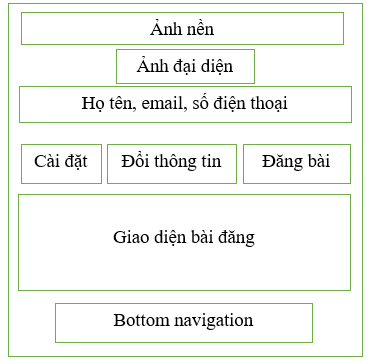 Ảnh nền
Ảnh đại diện
Họ tên, email, số điện thoại
Cài đặt
Đổi thông tin
Đăng bài
Giao diện bài đăng
Bottom navigation